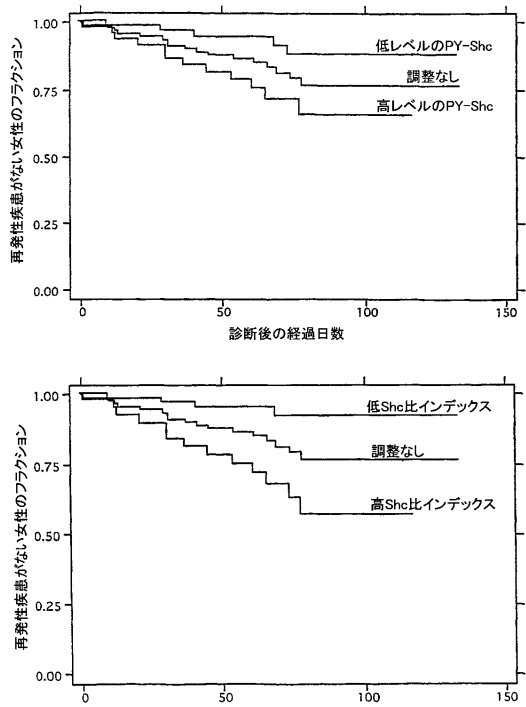 再発性疾患がない女性のフラクション
1.00
0.75
0.50
0.25
0.00
低レベルのPY-Shc
調整なし
高レベルのPY-Shc
0
50
100
150
診断後の経過日数
再発性疾患がない女性のフラクション
1.00
0.75
0.50
0.25
0.00
低Shc比インデックス
調整なし
高Shc比インデックス
0
50
100
150